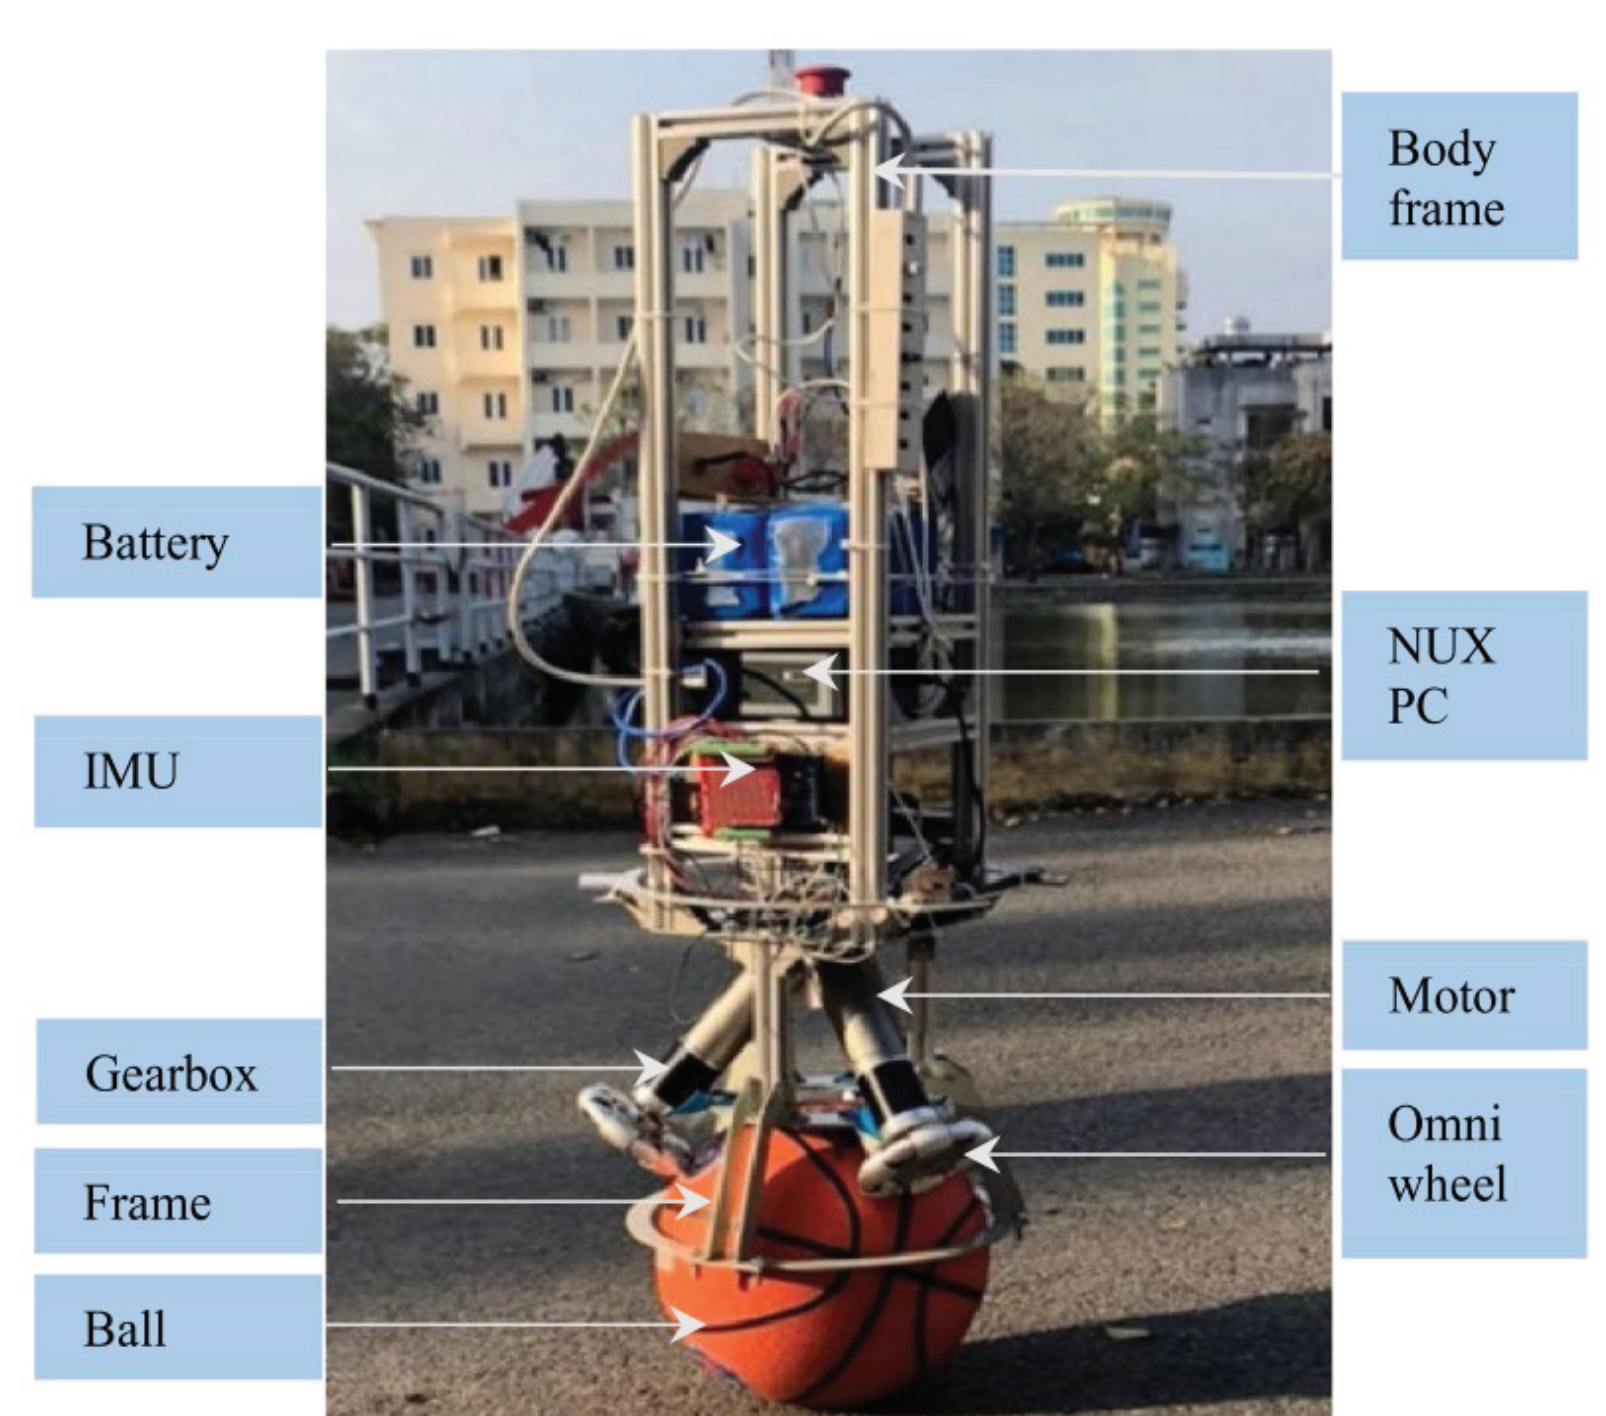 Body
frame
Battery
NUX
PC
IMU
Motor
Gearbox
Omni
wheel
Frame
Ball